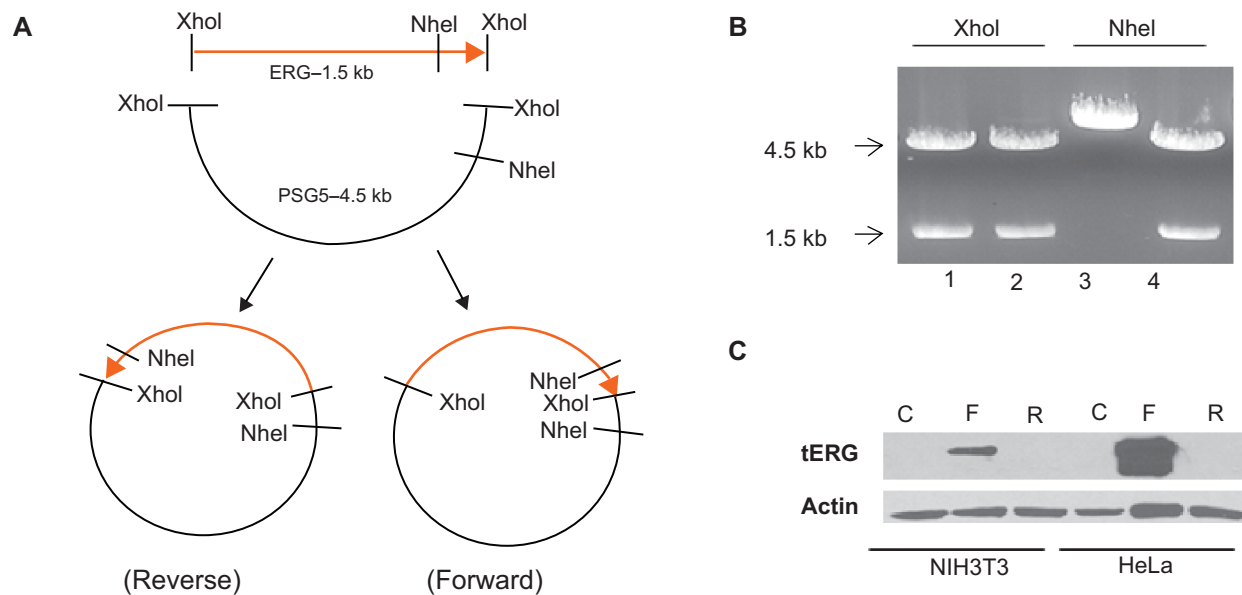 A
XhoI
NheI
XhoI
ERG–1.5 kb
XhoI
XhoI
NheI
PSG5–4.5 kb
NheI
XhoI
XhoI
NheI
(Reverse)
XhoI
NheI
XhoI
NheI
(Forward)
B
XhoI NheI
4.5 kb
1.5 kb
1 2 3 4
C
C F R C F R
tERG
Actin
NIH3T3 HeLa